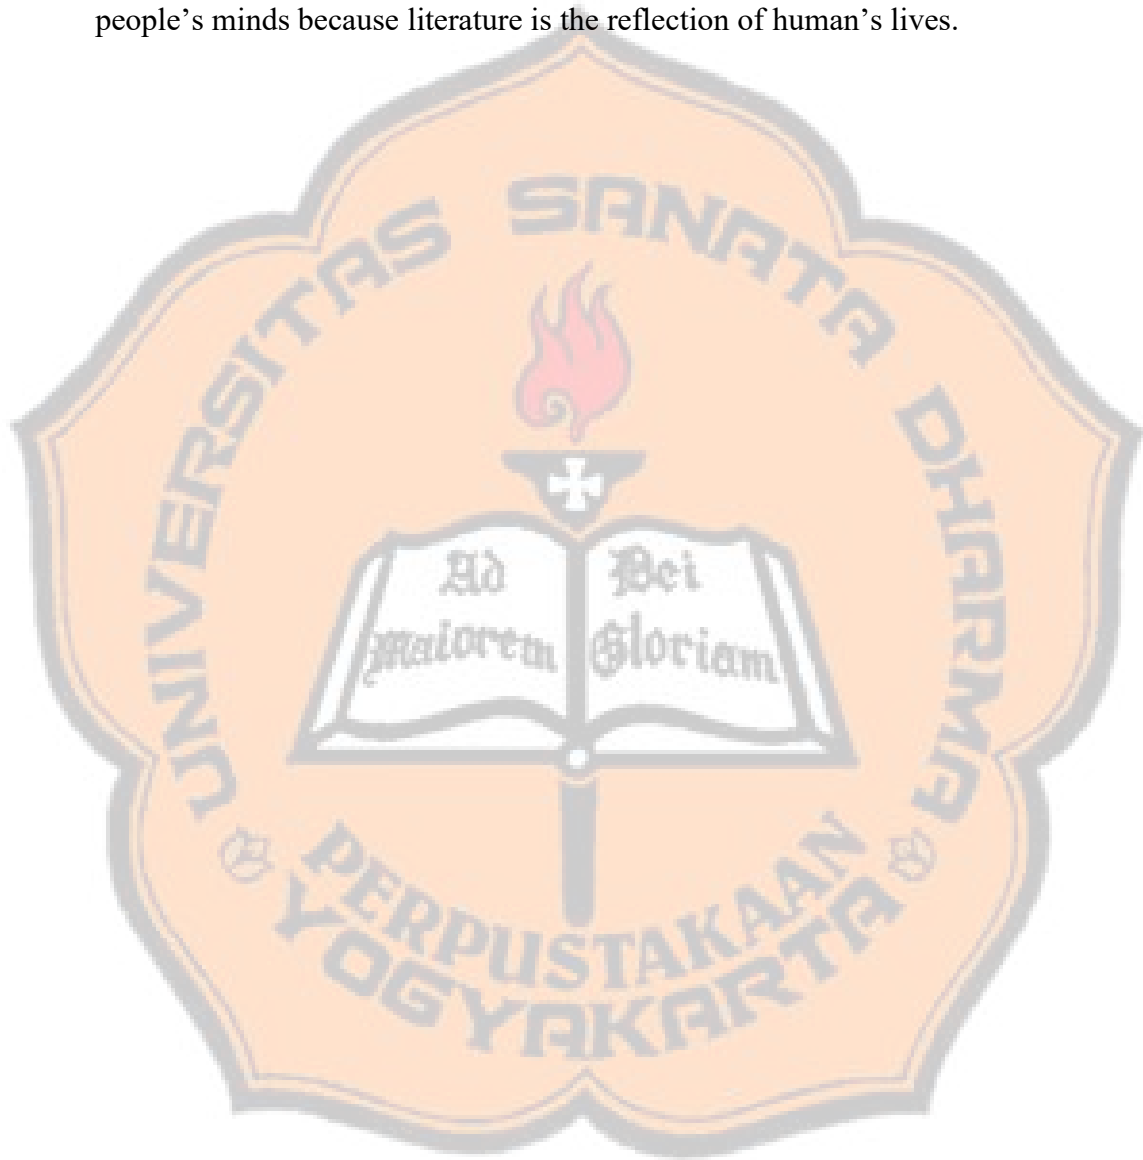 people’s minds because literature is the reflection of human’s lives.
UNIVERSITAS SANATA DHARMA
Ad Dei
Maiorem Gloriam
PERPUSTAKAAN
YOGYAKARTA